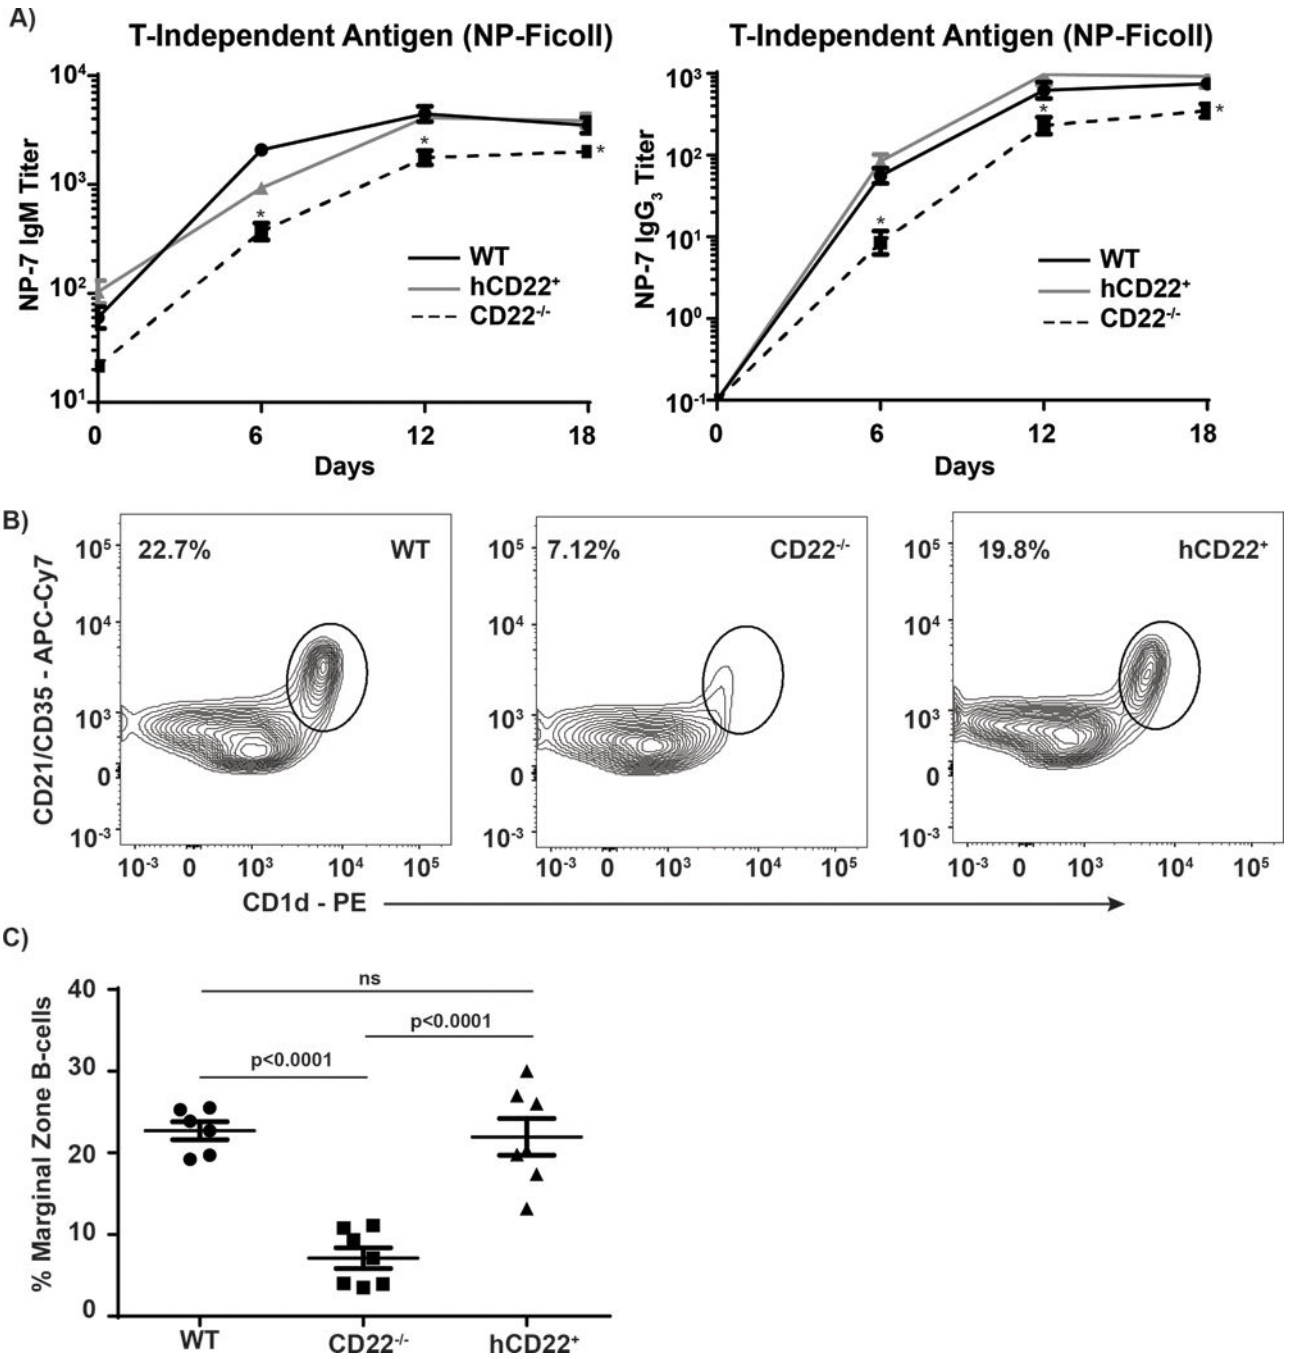 A)
T-Independent Antigen (NP-Ficoll)
NP-7 IgM Titer
10⁴
10³
10²
10¹
*
*
*
WT
hCD22⁺
CD22⁻/⁻
0 6 12 18
Days
T-Independent Antigen (NP-Ficoll)
NP-7 IgG₃ Titer
10³
10²
10¹
10⁰
10⁻¹
*
*
*
WT
hCD22⁺
CD22⁻/⁻
0 6 12 18
Days
B)
CD21/CD35 - APC-Cy7
22.7% WT
10⁵
10⁴
10³
0
10⁻³
10⁻³ 0 10³ 10⁴ 10⁵
7.12% CD22⁻/⁻
10⁵
10⁴
10³
0
10⁻³
10⁻³ 0 10³ 10⁴ 10⁵
19.8% hCD22⁺
10⁵
10⁴
10³
0
10⁻³
10⁻³ 0 10³ 10⁴ 10⁵
CD1d - PE
C)
% Marginal Zone B-cells
40
30
20
10
0
ns
p<0.0001
p<0.0001
WT CD22⁻/⁻ hCD22⁺